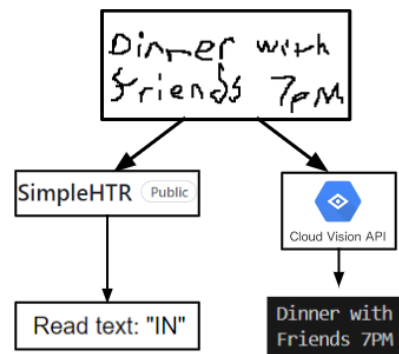 Dinner with
friends 7PM
SimpleHTR Public
Cloud Vision API
Read text: "IN"
Dinner with
Friends 7PM